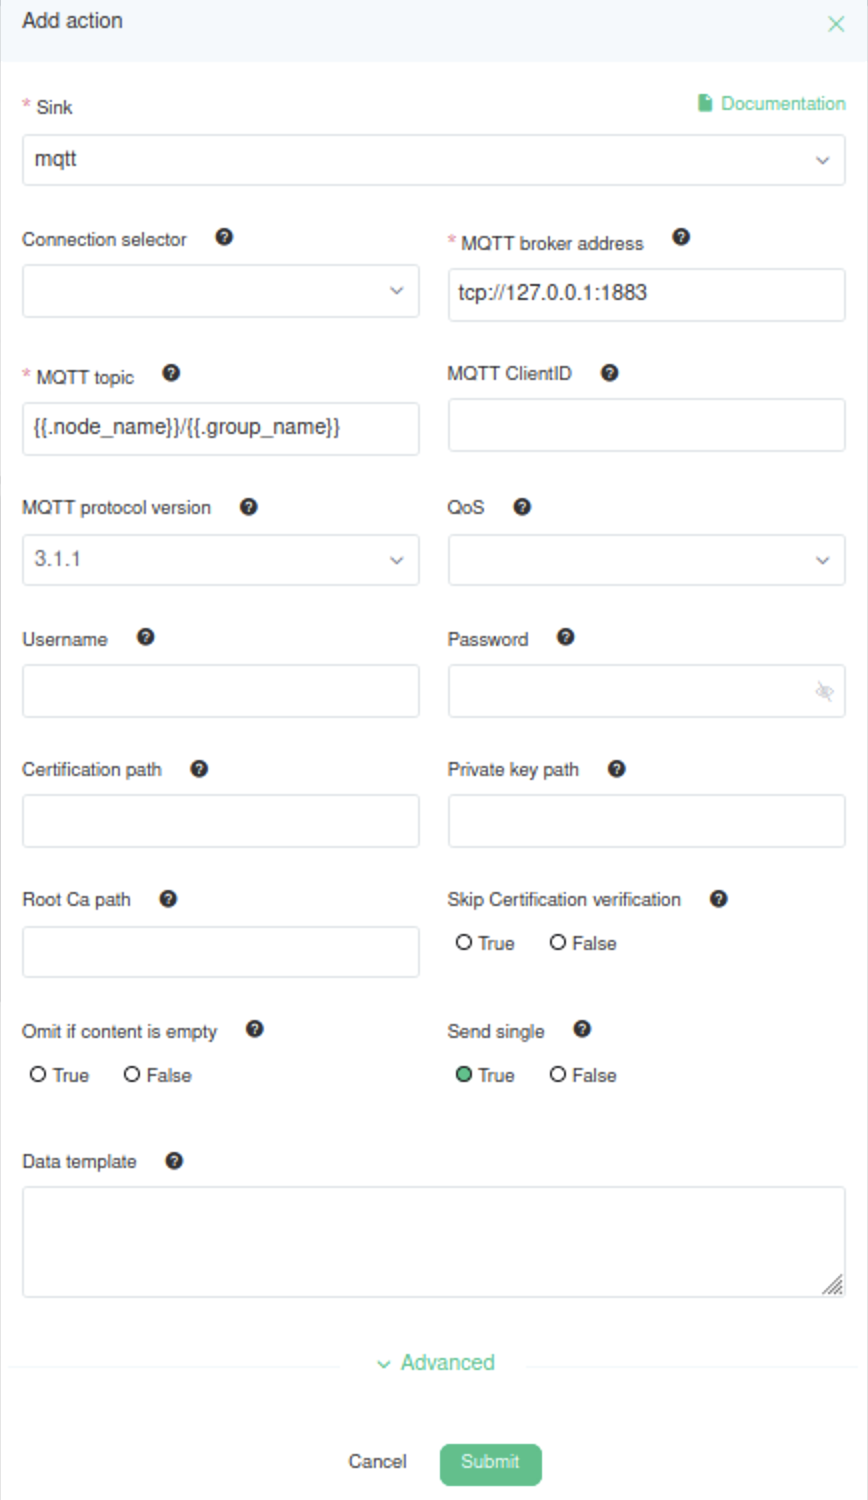 Add action
* Sink
Documentation
mqtt
Connection selector
* MQTT broker address
tcp://127.0.0.1:1883
* MQTT topic
MQTT ClientID
{{.node_name}}/{{.group_name}}
MQTT protocol version
QoS
3.1.1
Username
Password
Certification path
Private key path
Root Ca path
Skip Certification verification
True False
Omit if content is empty
Send single
True False
True False
Data template
Advanced
Cancel Submit